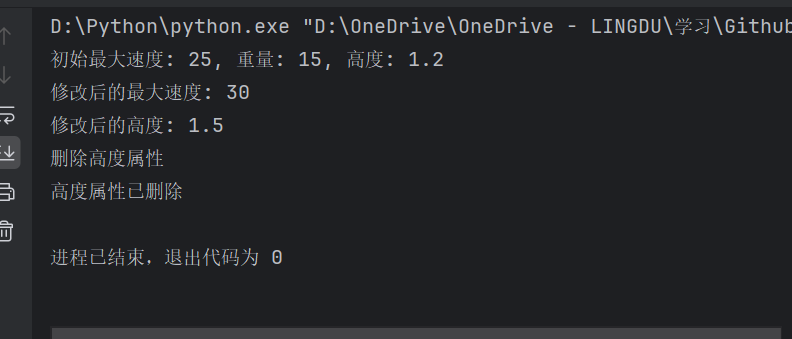 D:\Python\python.exe "D:\OneDrive\OneDrive - LINGDU\学习\Github
初始最大速度: 25, 重量: 15, 高度: 1.2
修改后的最大速度: 30
修改后的高度: 1.5
删除高度属性
高度属性已删除
进程已结束，退出代码为 0